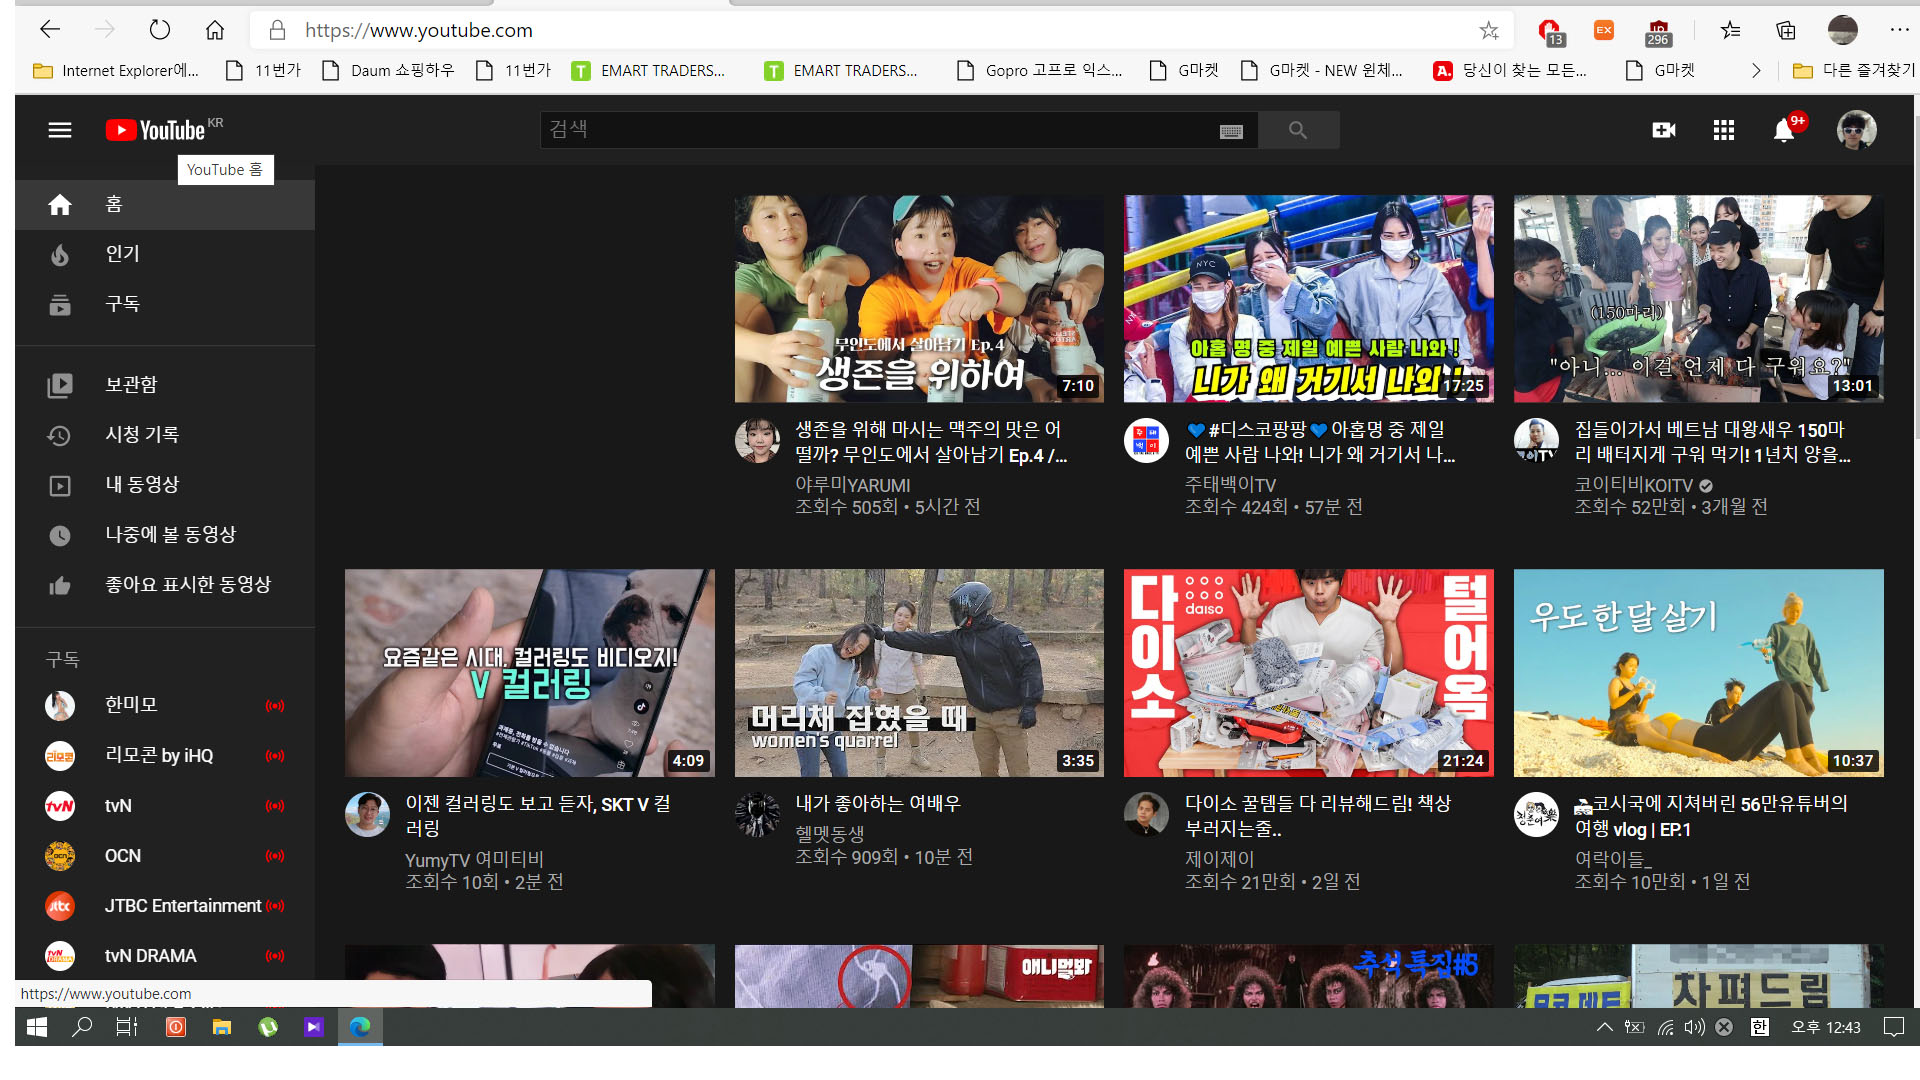 https://www.youtube.com
13
EX
296
Internet Explorer에...
11번가
Daum 쇼핑하우
11번가
EMART TRADERS...
EMART TRADERS...
Gopro 고프로 익스...
G마켓
G마켓 - NEW 윈체...
당신이 찾는 모든...
G마켓
다른 즐겨찾기
YouTube KR
검색
9+
YouTube 홈
홈
인기
구독
보관함
시청 기록
내 동영상
나중에 볼 동영상
좋아요 표시한 동영상
구독
한미모
리모콘 by iHQ
tvN
OCN
JTBC Entertainment
tvN DRAMA
무인도에서 살아남기 Ep.4
생존을 위하여
7:10
생존을 위해 마시는 맥주의 맛은 어
떨까? 무인도에서 살아남기 Ep.4 /...
야루미YARUMI
조회수 505회 • 5시간 전
NYC
아홉 명 중 제일 예쁜 사람 나와!
니가 왜 거기서 나와!!
17:25
💙#디스코팡팡💙아홉명 중 제일
예쁜 사람 나와! 니가 왜 거기서 나...
주태백이TV
조회수 424회 • 57분 전
(150마리)
"아니... 이걸 언제 다 구워요?"
13:01
집들이가서 베트남 대왕새우 150마
리 배터지게 구워 먹기! 1년치 양을...
코이티비KOITV
조회수 52만회 • 3개월 전
요즘같은 시대, 컬러링도 비디오지!
V 컬러링
4:09
이젠 컬러링도 보고 듣자, SKT V 컬
러링
YumyTV 여미티비
조회수 10회 • 2분 전
머리채 잡혔을 때
women's quarrel
3:35
내가 좋아하는 여배우
헬멧동생
조회수 909회 • 10분 전
다이소
daiso
털어옴
21:24
다이소 꿀템들 다 리뷰해드림! 책상
부러지는줄..
제이제이
조회수 21만회 • 2일 전
우도 한 달 살기
10:37
코시국에 지쳐버린 56만유튜버의
여행 vlog | EP.1
여락이들_
조회수 10만회 • 1일 전
애니멀봐
추석특집#6
차펴드림
https://www.youtube.com
한
오후 12:43